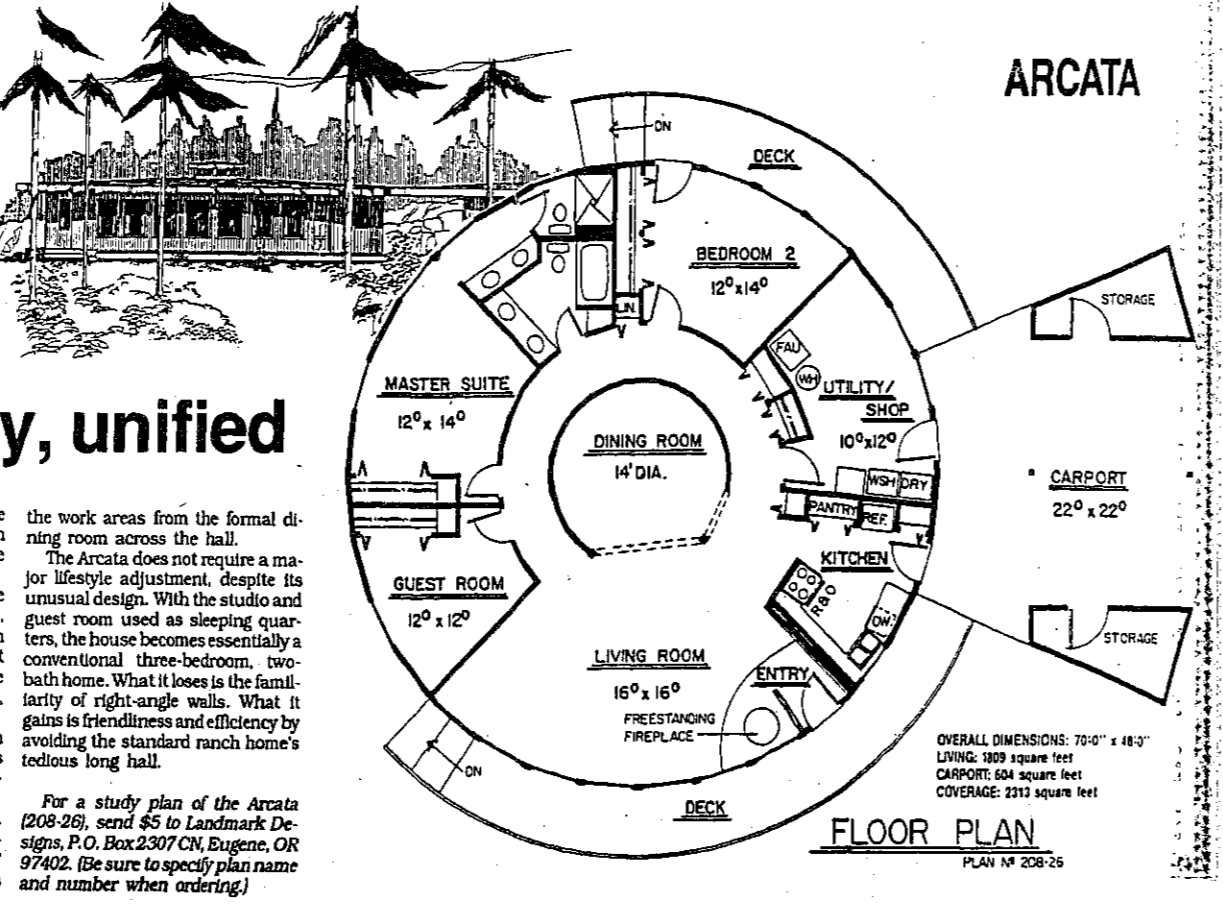 ARCATA
DN
DECK
BEDROOM 2
12⁰ x 14⁰
LIN.
FAU
WH
UTILITY/
SHOP
10⁰ x 12⁰
STORAGE
MASTER SUITE
12⁰ x 14⁰
DINING ROOM
14' DIA.
WSH
DRY
PANTRY
REF.
CARPORT
22⁰ x 22⁰
KITCHEN
R&O
DW.
GUEST ROOM
12⁰ x 12⁰
STORAGE
LIVING ROOM
16⁰ x 16⁰
ENTRY
FREESTANDING
FIREPLACE
DN
DECK
OVERALL DIMENSIONS: 70'-0" x 48'-0"
LIVING: 1809 square feet
CARPORT: 504 square feet
COVERAGE: 2313 square feet
FLOOR PLAN
PLAN Nº 208-26
y, unified
the work areas from the formal di-
ning room across the hall.
The Arcata does not require a ma-
jor lifestyle adjustment, despite its
unusual design. With the studio and
guest room used as sleeping quar-
ters, the house becomes essentially a
conventional three-bedroom, two-
bath home. What it loses is the famil-
iarity of right-angle walls. What it
gains is friendliness and efficiency by
avoiding the standard ranch home's
tedious long hall.
For a study plan of the Arcata
(208-26), send $5 to Landmark De-
signs, P.O. Box 2307 CN, Eugene, OR
97402. (Be sure to specify plan name
and number when ordering.)